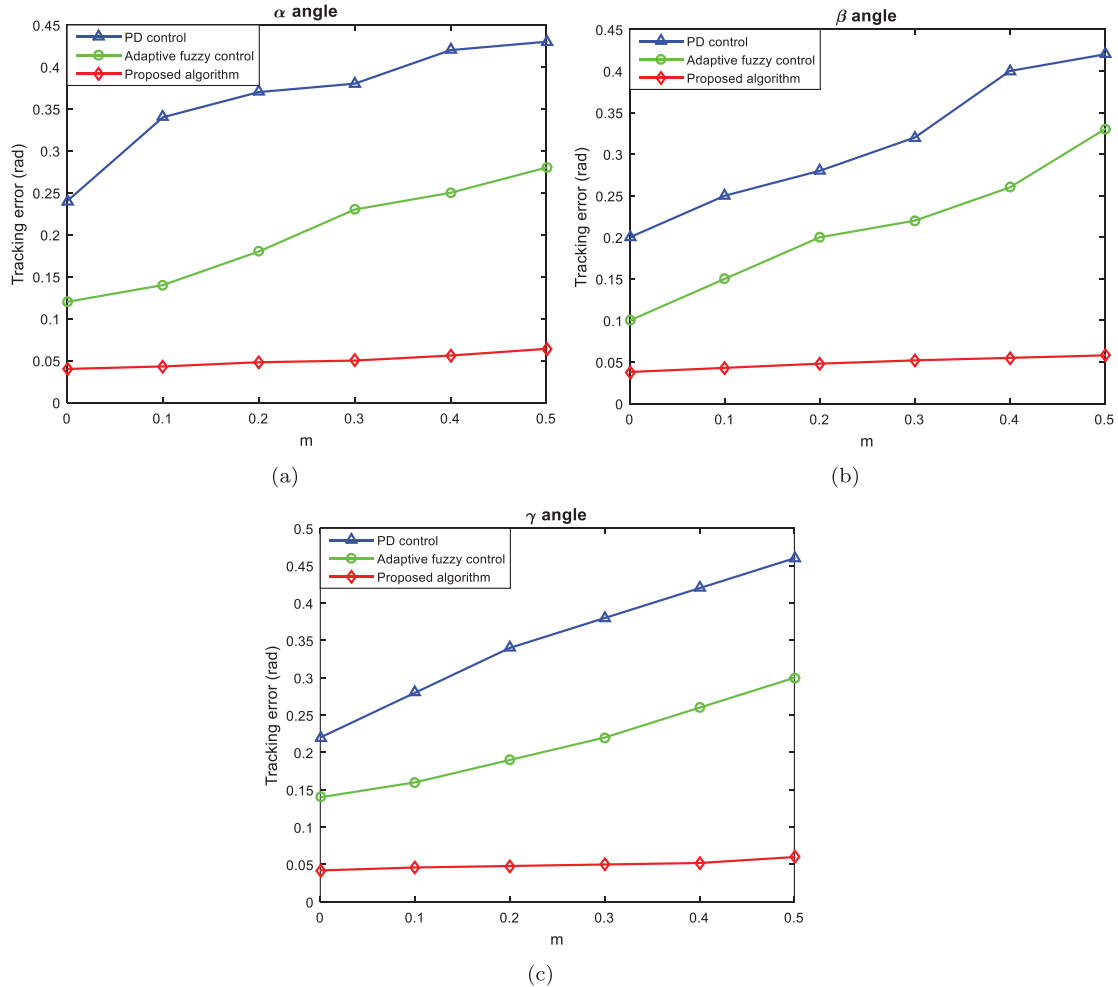 α angle
PD control
Adaptive fuzzy control
Proposed algorithm
Tracking error (rad)
0.45
0.4
0.35
0.3
0.25
0.2
0.15
0.1
0.05
0
0 0.1 0.2 0.3 0.4 0.5
m
(a)
β angle
PD control
Adaptive fuzzy control
Proposed algorithm
Tracking error (rad)
0.45
0.4
0.35
0.3
0.25
0.2
0.15
0.1
0.05
0
0 0.1 0.2 0.3 0.4 0.5
m
(b)
γ angle
PD control
Adaptive fuzzy control
Proposed algorithm
Tracking error (rad)
0.5
0.45
0.4
0.35
0.3
0.25
0.2
0.15
0.1
0.05
0
0 0.1 0.2 0.3 0.4 0.5
m
(c)